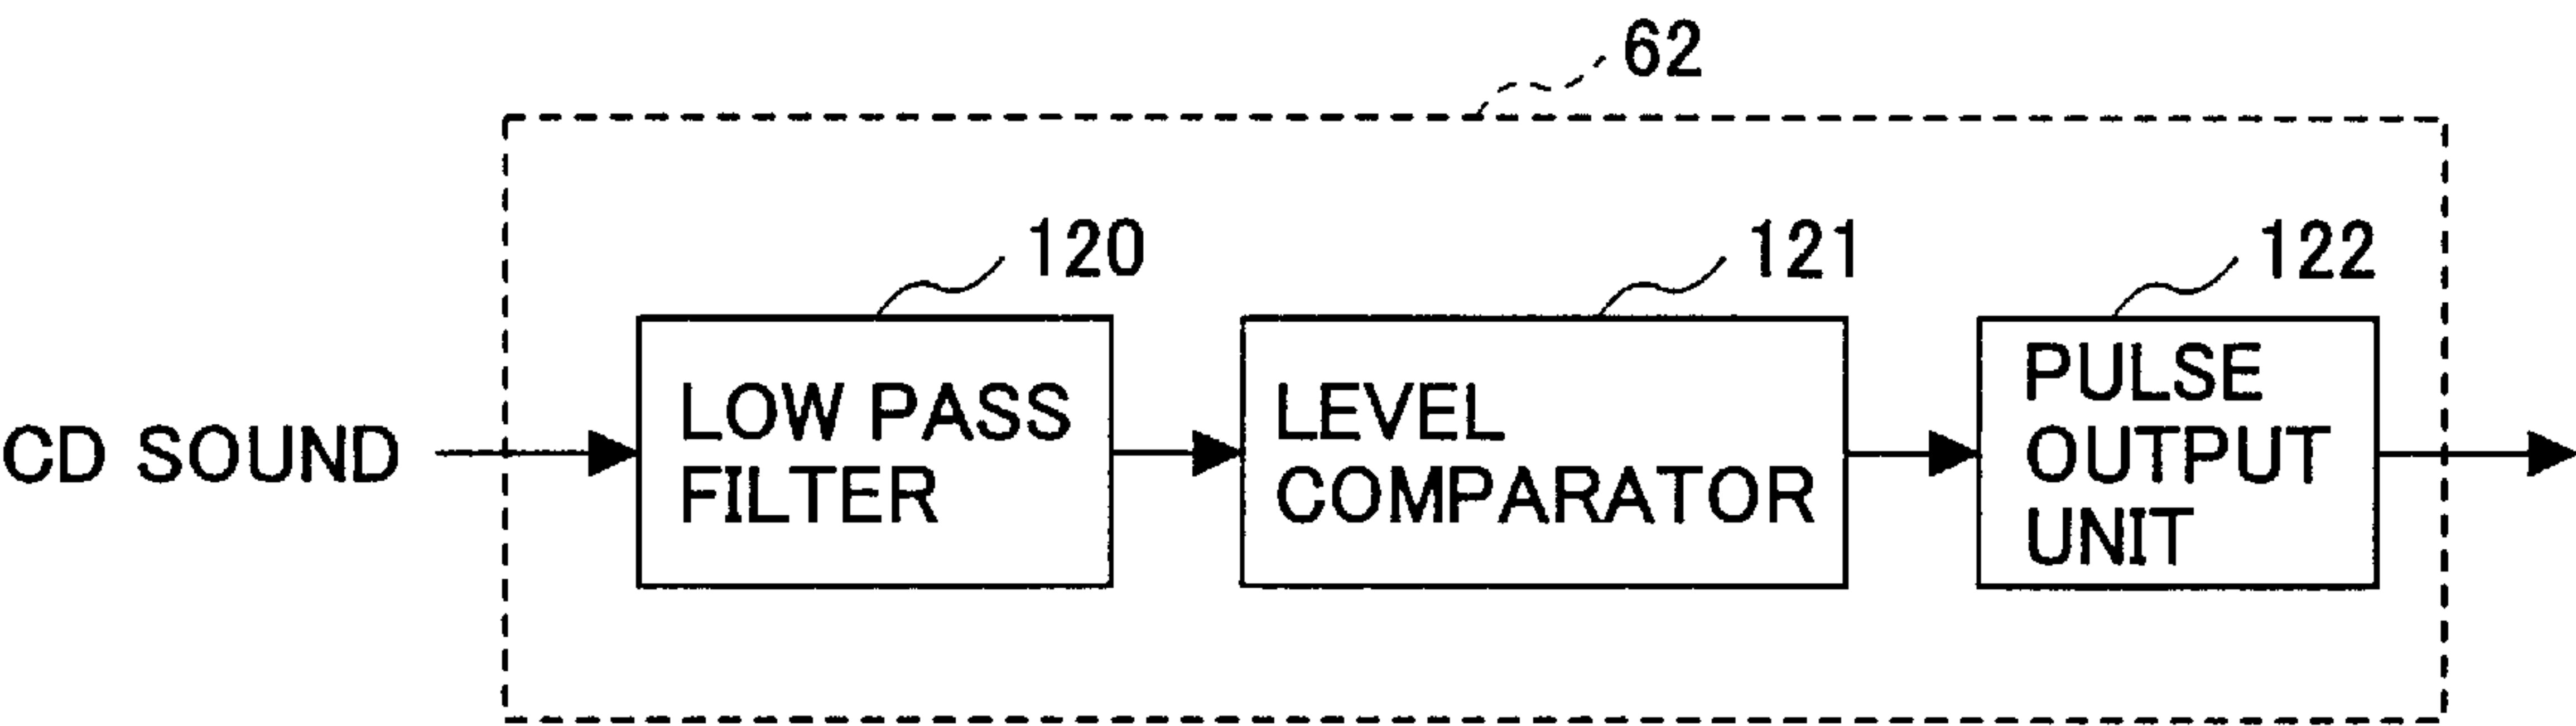 62
120
121
122
CD SOUND
LOW PASS
FILTER
LEVEL
COMPARATOR
PULSE
OUTPUT
UNIT